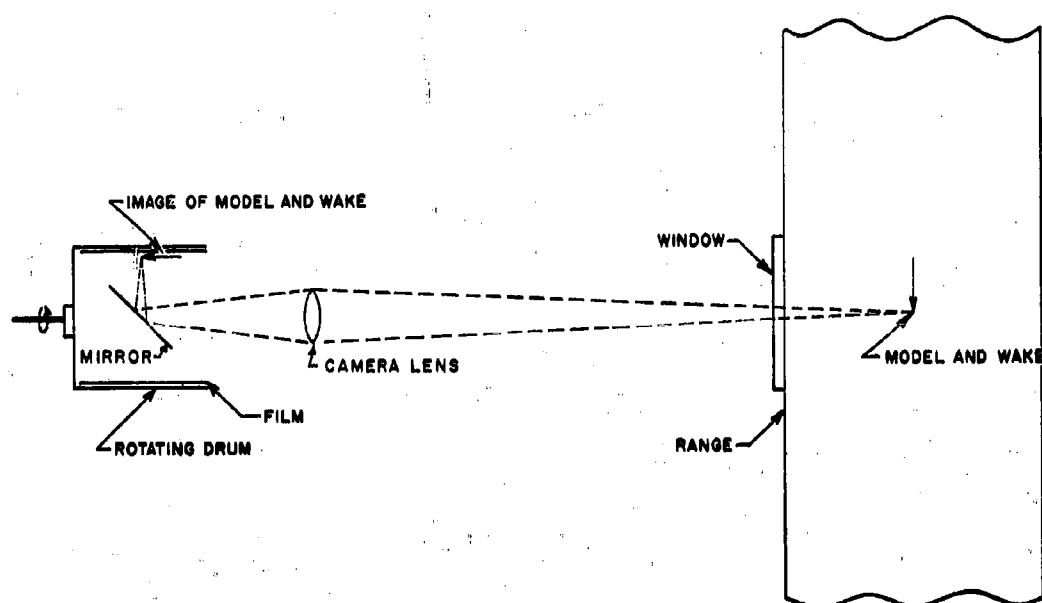 IMAGE OF MODEL AND WAKE
WINDOW
MIRROR
CAMERA LENS
MODEL AND WAKE
FILM
ROTATING DRUM
RANGE